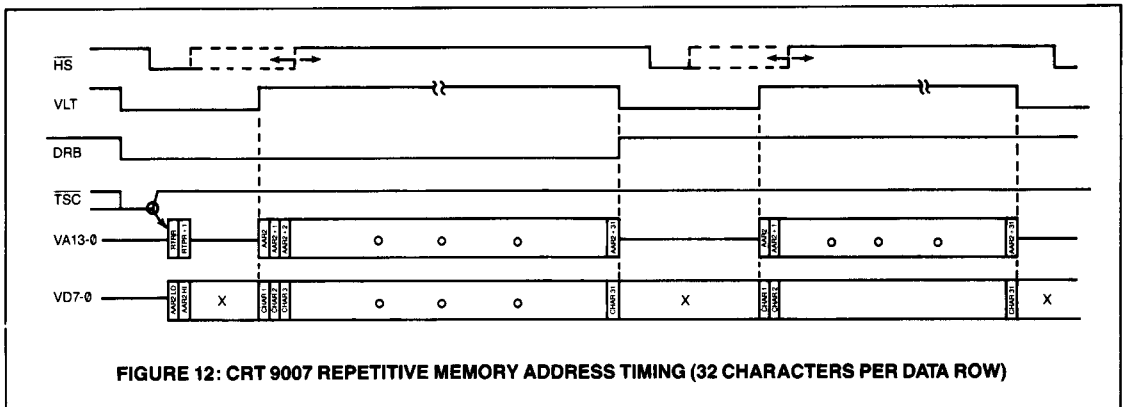 HS
VLT
DRB
TSC
VA13-0 RTPR RTPR + 1 AAR2 AAR2 + 1 AAR2 + 2 AAR2 + 31 AAR2 AAR2 + 1 AAR2 + 31
VD7-0 AAR2 LO AAR2 HI X CHAR 1 CHAR 2 CHAR 3 CHAR 31 X CHAR 1 CHAR 2 CHAR 31 X
FIGURE 12: CRT 9007 REPETITIVE MEMORY ADDRESS TIMING (32 CHARACTERS PER DATA ROW)